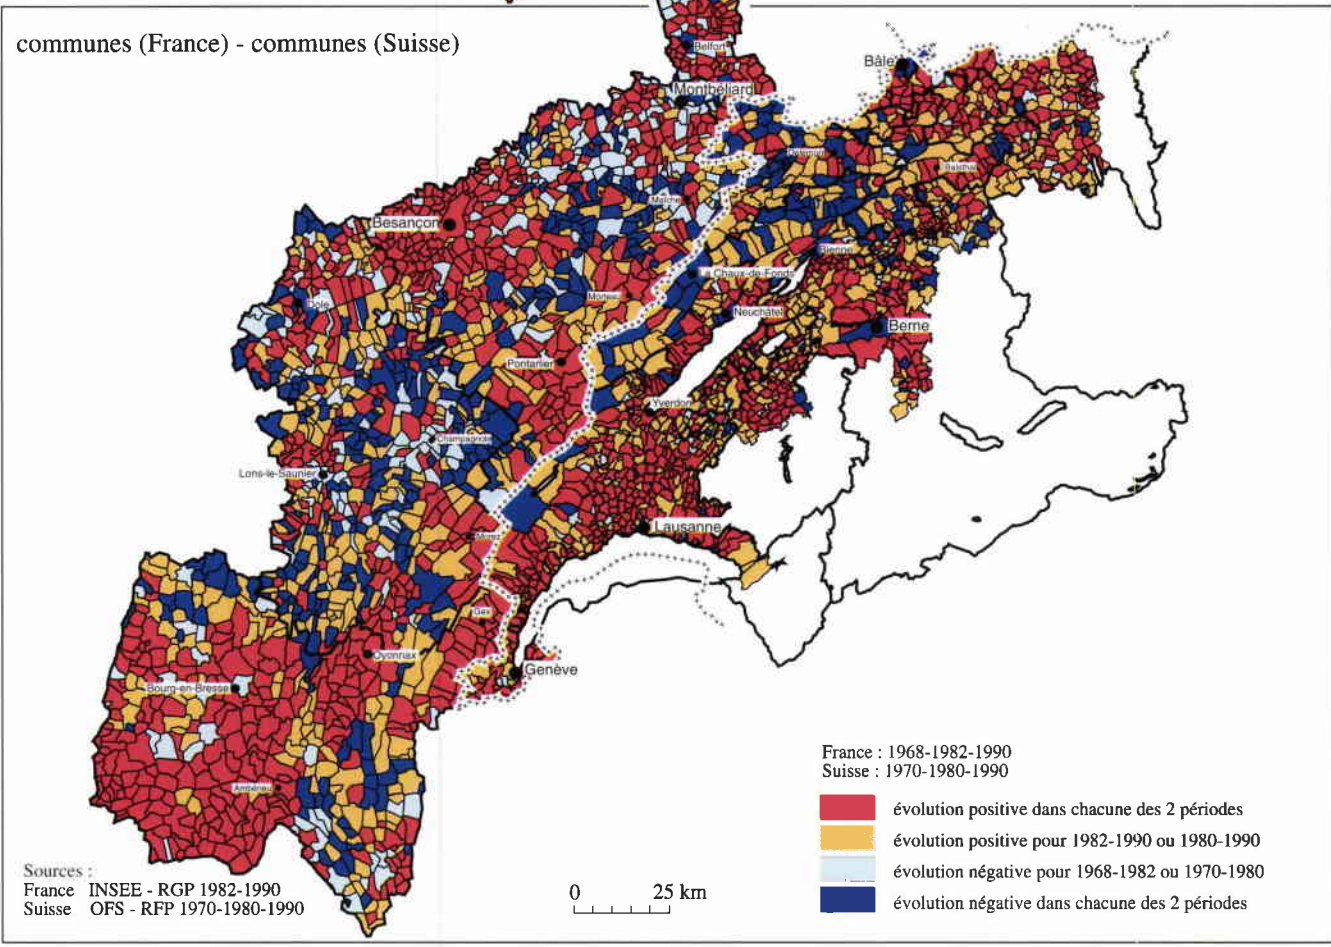 communes (France) - communes (Suisse)
Belfort
Bâle
Montbéliard
Delémont
Balsthal
Maîche
Besançon
Bienne
La Chaux-de-Fonds
Morteau
Dole
Neuchâtel
Berne
Pontarlier
Yverdon
Champagnole
Lons-le-Saunier
Lausanne
Morez
Gex
Oyonnax
Genève
Bourg-en-Bresse
Ambérieu
France : 1968-1982-1990
Suisse : 1970-1980-1990
évolution positive dans chacune des 2 périodes
évolution positive pour 1982-1990 ou 1980-1990
évolution négative pour 1968-1982 ou 1970-1980
évolution négative dans chacune des 2 périodes
Sources :
France INSEE - RGP 1982-1990
Suisse OFS - RFP 1970-1980-1990
0 25 km